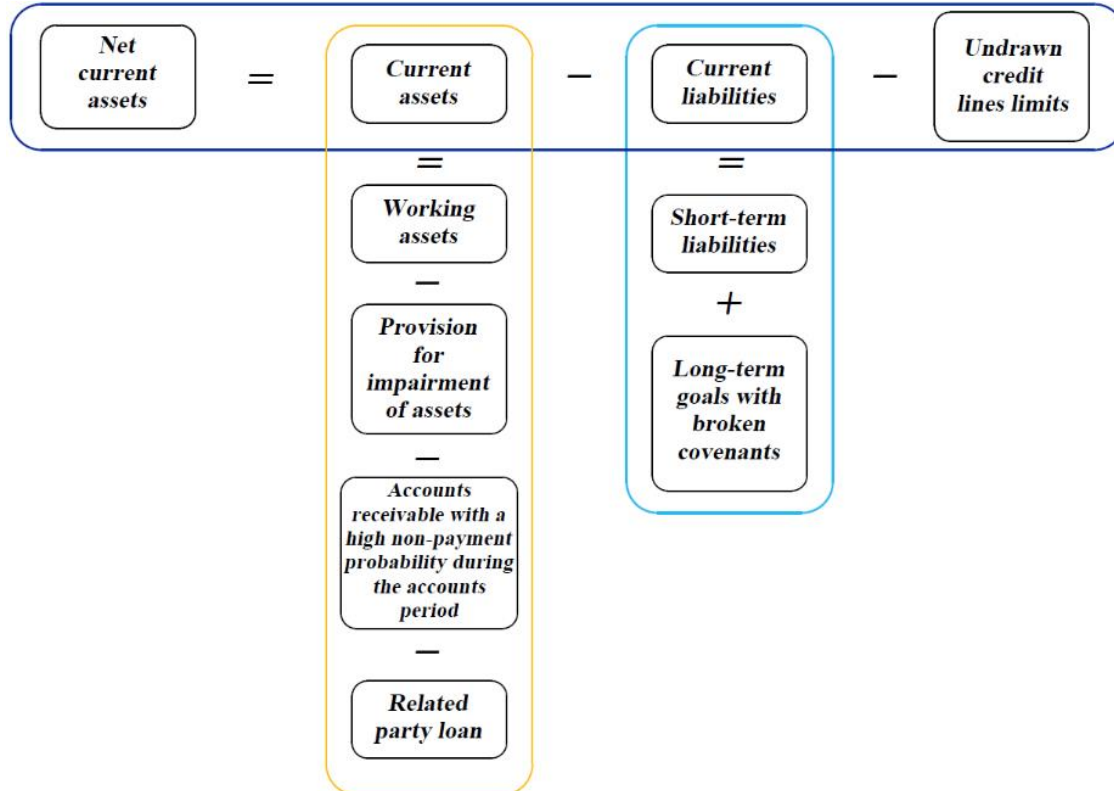 Net
current
assets
=
Current
assets
−
Current
liabilities
−
Undrawn
credit
lines limits
=
Working
assets
−
Provision
for
impairment
of assets
−
Accounts
receivable with a
high non-payment
probability during
the accounts
period
−
Related
party loan
=
Short-term
liabilities
+
Long-term
goals with
broken
covenants